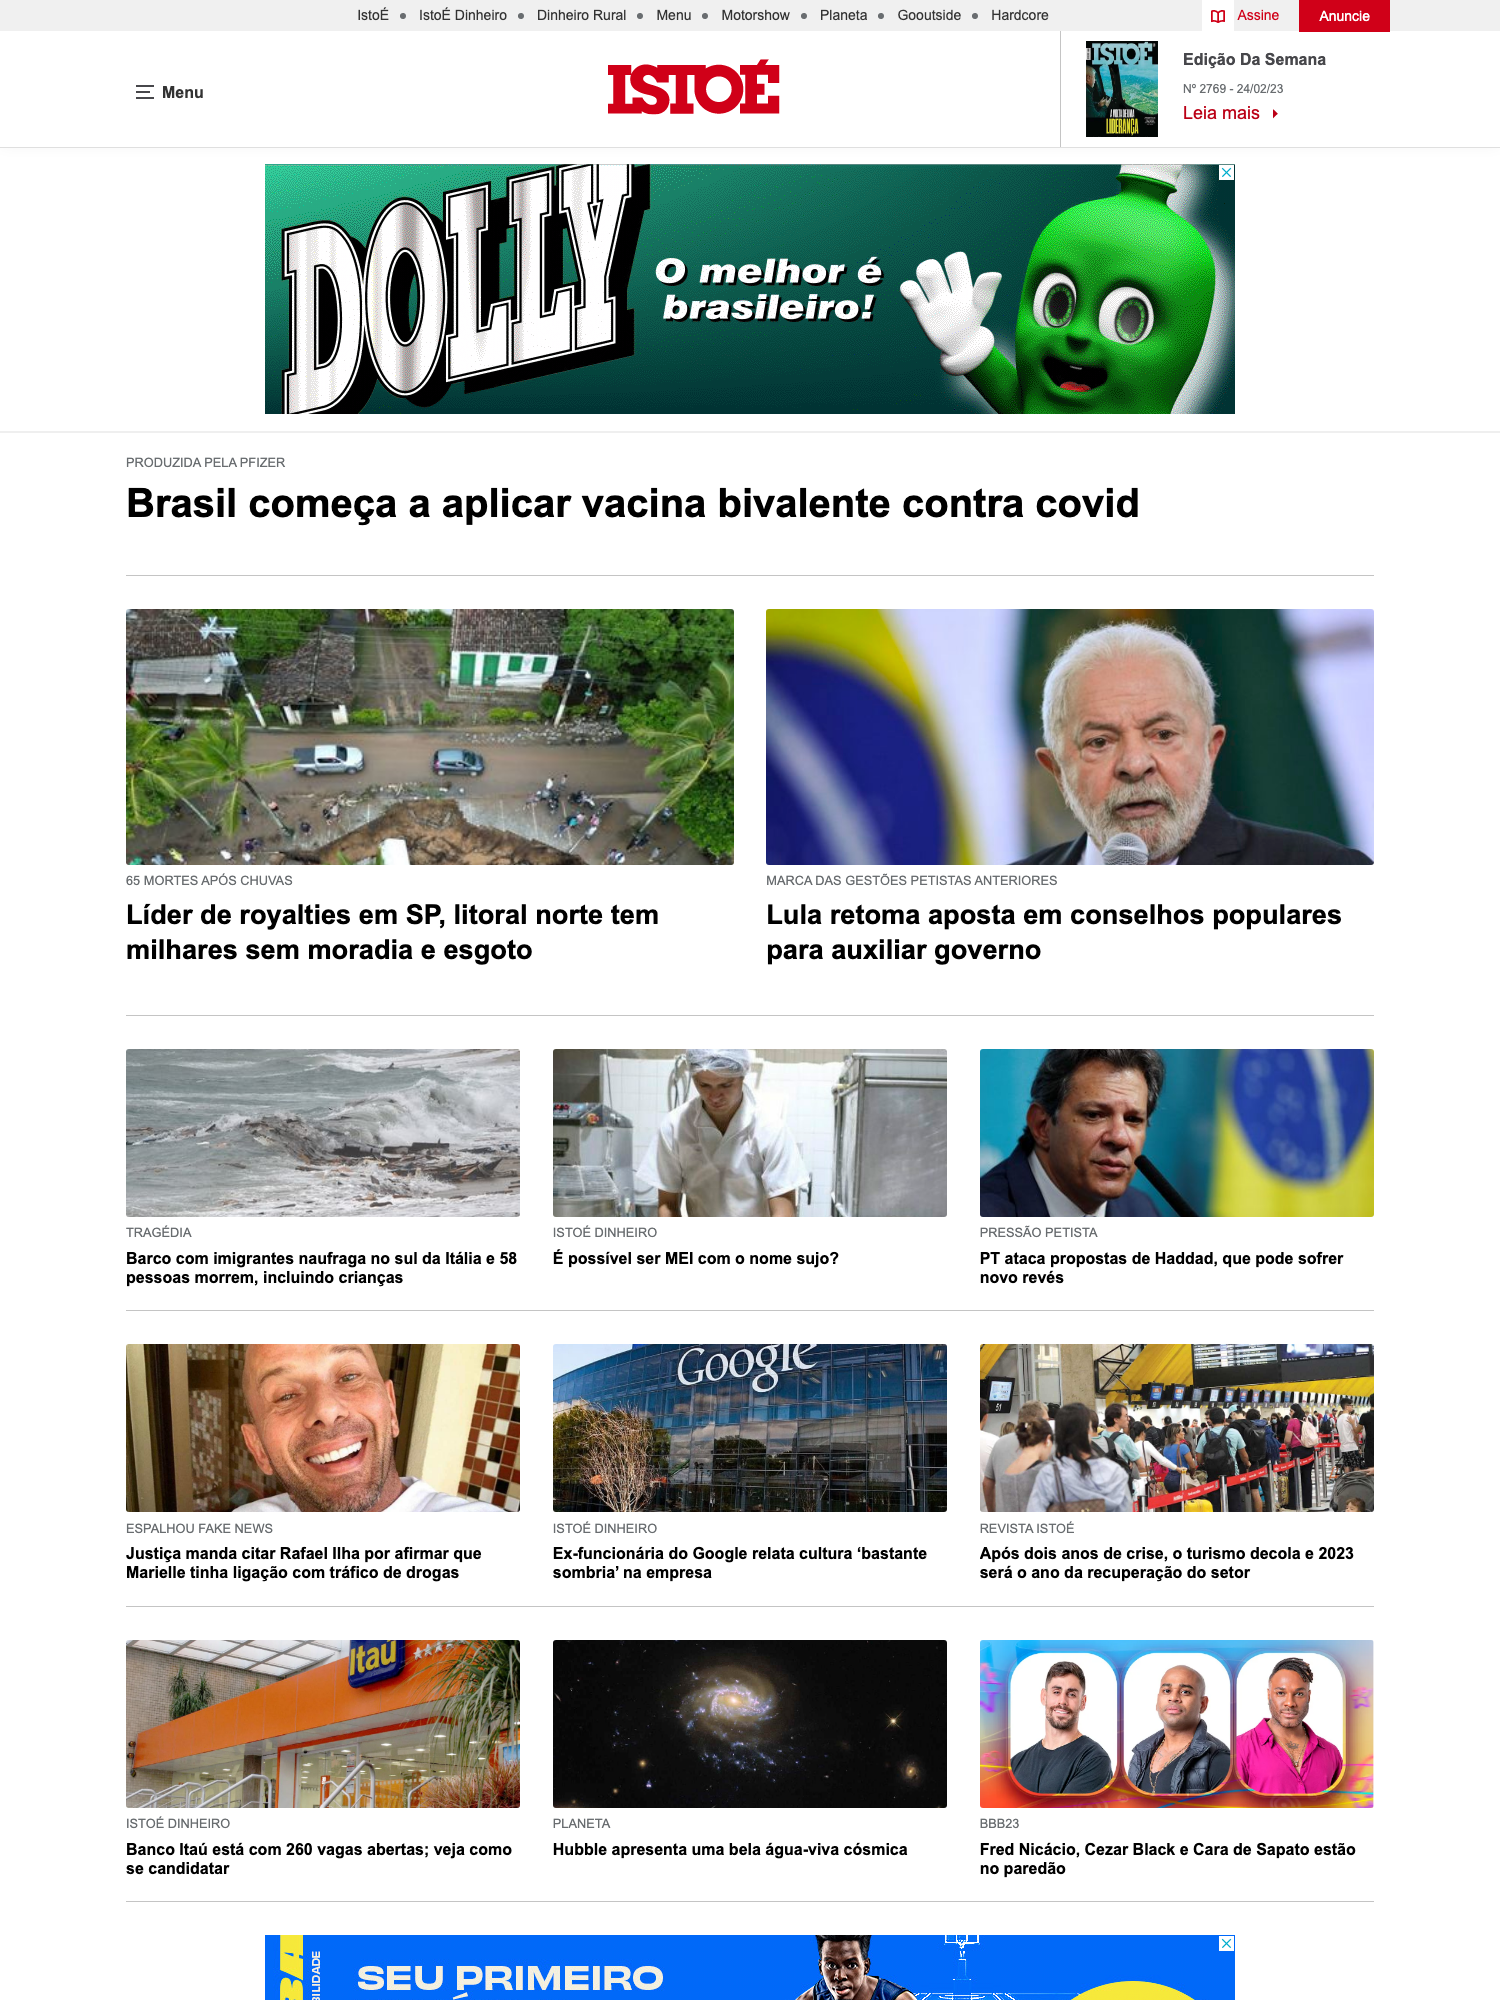 IstoÉ
IstoÉ Dinheiro
Dinheiro Rural
Menu
Motorshow
Planeta
Gooutside
Hardcore
Assine
Anuncie
Menu
ISTOÉ
ISTOÉ
LIDERANÇA
Edição Da Semana
Nº 2769 - 24/02/23
Leia mais
DOLLY
O melhor é
brasileiro!
PRODUZIDA PELA PFIZER
Brasil começa a aplicar vacina bivalente contra covid
65 MORTES APÓS CHUVAS
Líder de royalties em SP, litoral norte tem
milhares sem moradia e esgoto
MARCA DAS GESTÕES PETISTAS ANTERIORES
Lula retoma aposta em conselhos populares
para auxiliar governo
TRAGÉDIA
Barco com imigrantes naufraga no sul da Itália e 58
pessoas morrem, incluindo crianças
ISTOÉ DINHEIRO
É possível ser MEI com o nome sujo?
PRESSÃO PETISTA
PT ataca propostas de Haddad, que pode sofrer
novo revés
ESPALHOU FAKE NEWS
Justiça manda citar Rafael Ilha por afirmar que
Marielle tinha ligação com tráfico de drogas
Google
ISTOÉ DINHEIRO
Ex-funcionária do Google relata cultura ‘bastante
sombria’ na empresa
51
REVISTA ISTOÉ
Após dois anos de crise, o turismo decola e 2023
será o ano da recuperação do setor
Itaú
ISTOÉ DINHEIRO
Banco Itaú está com 260 vagas abertas; veja como
se candidatar
PLANETA
Hubble apresenta uma bela água-viva cósmica
BBB23
Fred Nicácio, Cezar Black e Cara de Sapato estão
no paredão
SEU PRIMEIRO